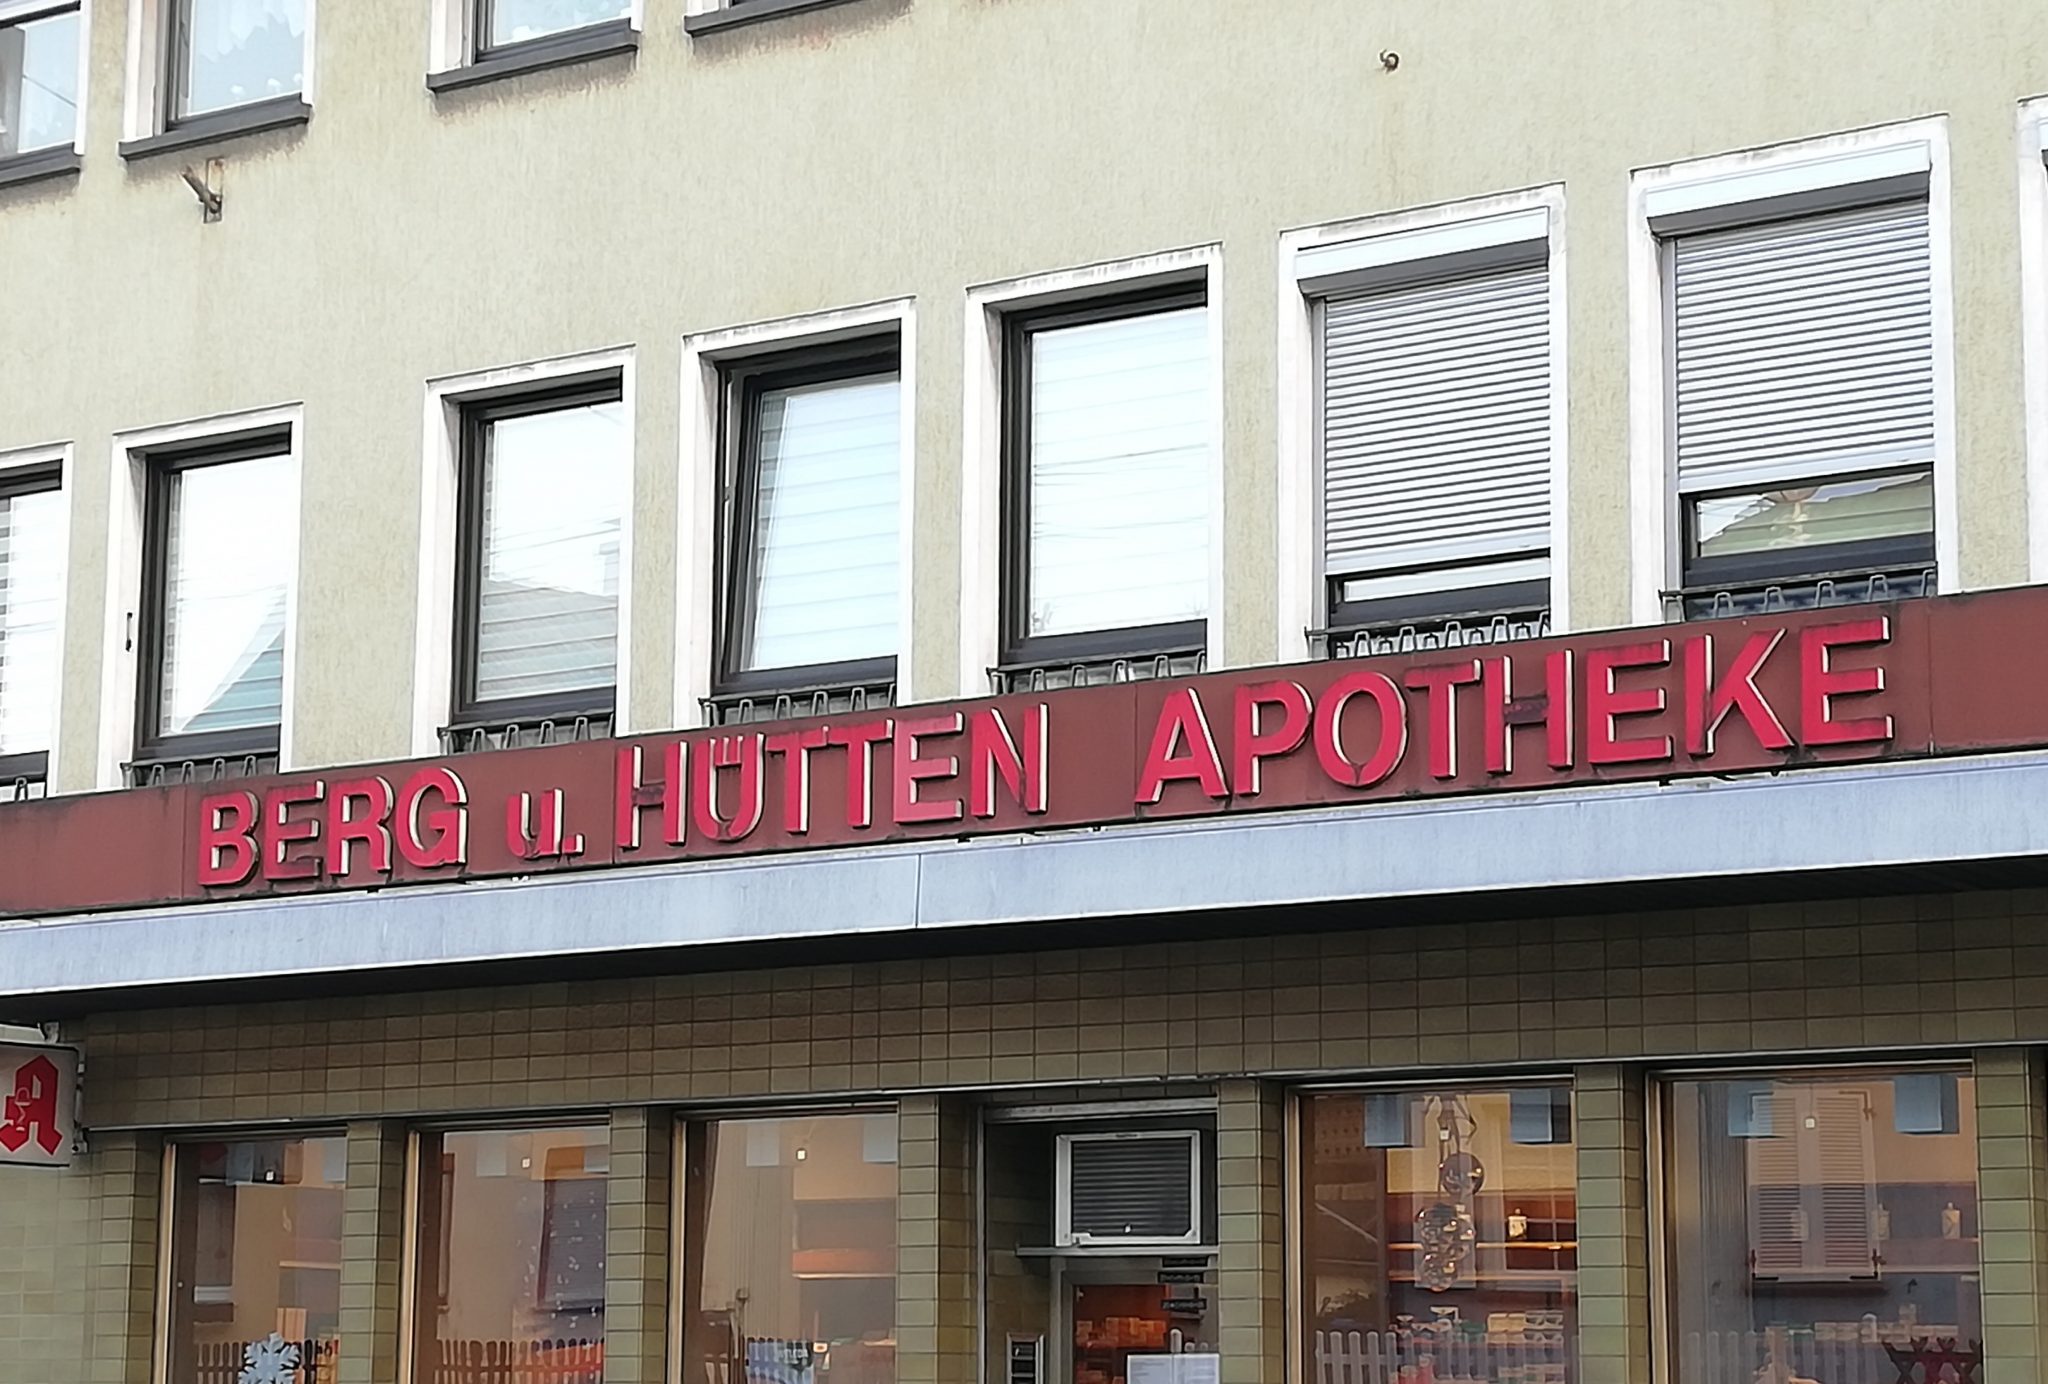 BERG u. HÜTTEN APOTHEKE
A